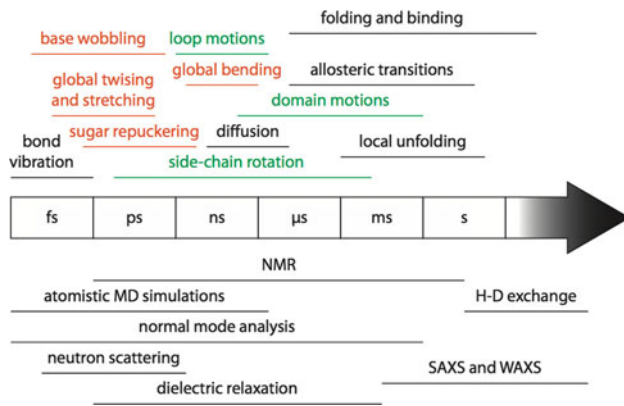 folding and binding
base wobbling
loop motions
global bending
allosteric transitions
global twising
and stretching
domain motions
sugar repuckering
diffusion
bond
vibration
local unfolding
side-chain rotation
fs
ps
ns
µs
ms
s
NMR
atomistic MD simulations
H-D exchange
normal mode analysis
neutron scattering
SAXS and WAXS
dielectric relaxation